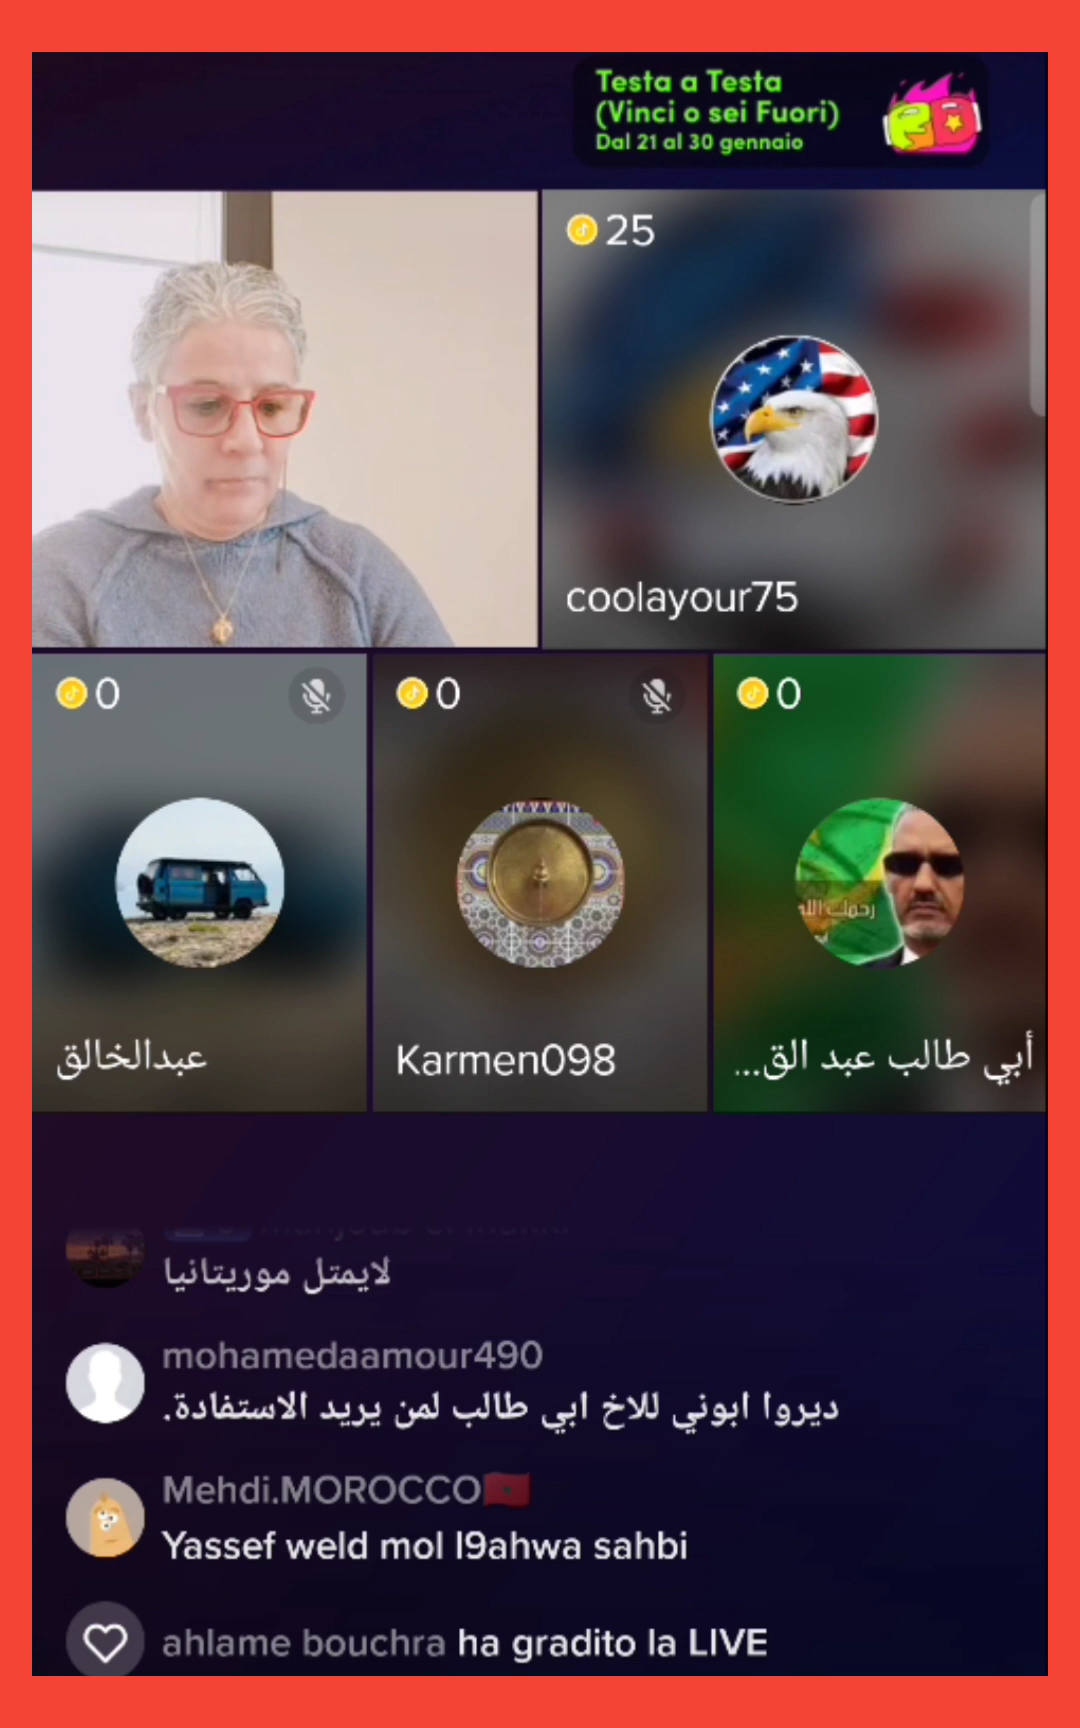 Testa a Testa
(Vinci o sei Fuori)
Dal 21 al 30 gennaio
25
coolayour75
0
0
0
رحمك الله
عبدالخالق
Karmen098
أبي طالب عبد الق...
لايمتل موريتانيا
mohamedaamour490
ديروا ابوني للاخ ابي طالب لمن يريد الاستفادة.
Mehdi.MOROCCO🇲🇦
Yassef weld mol l9ahwa sahbi
ahlame bouchra ha gradito la LIVE